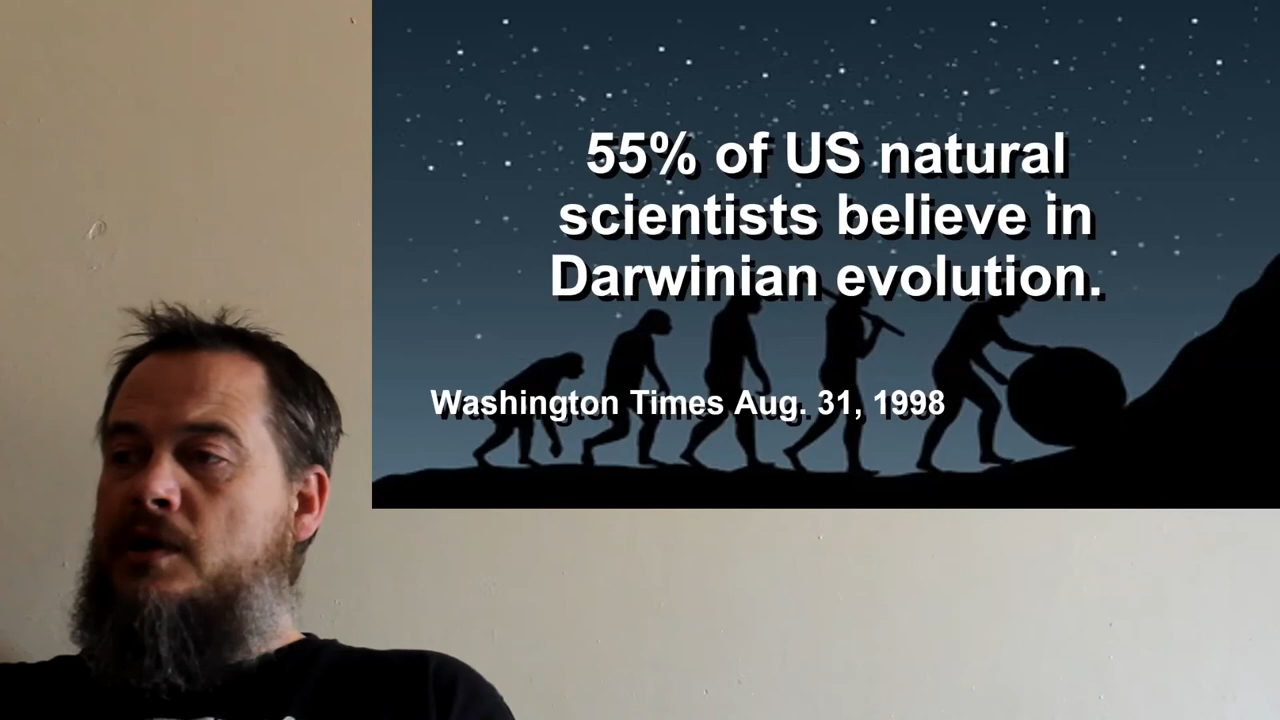 55% of US natural
scientists believe in
Darwinian evolution.
Washington Times Aug. 31, 1998